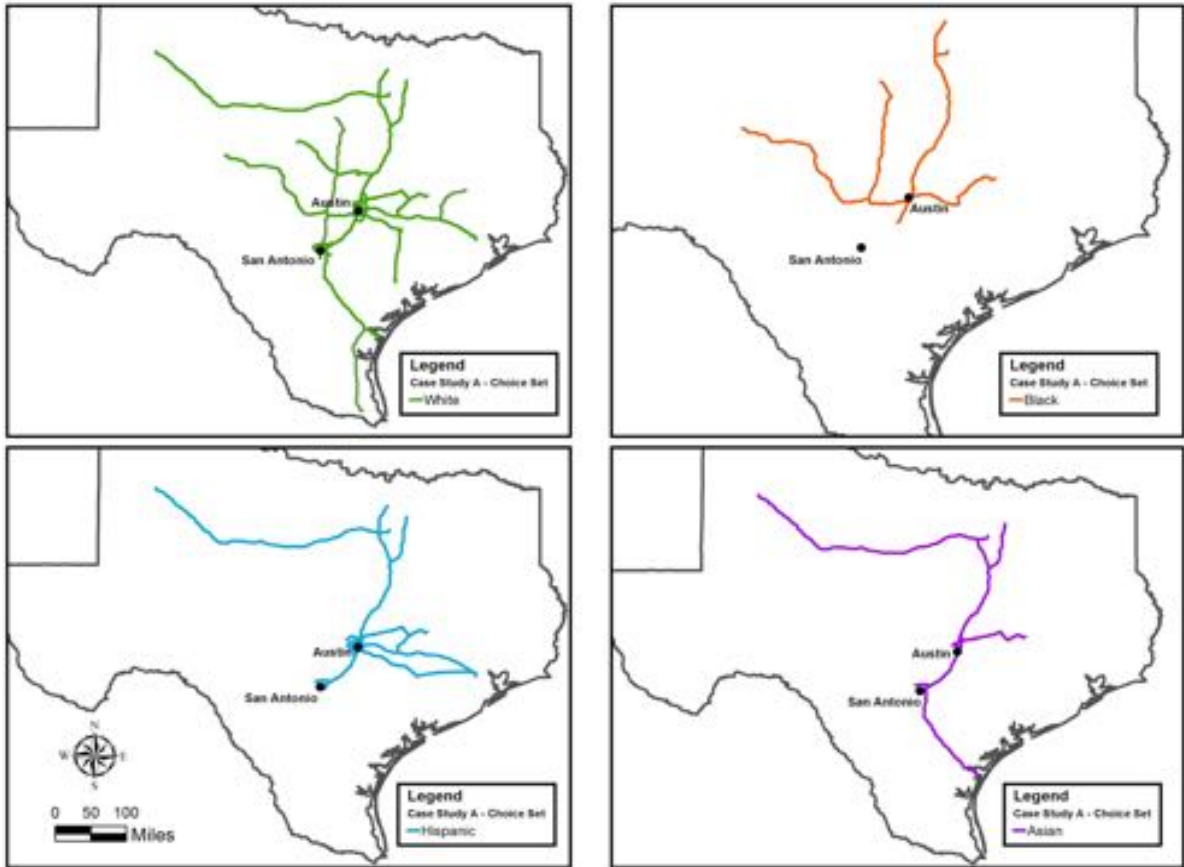 Austin
San Antonio
Legend
Case Study A - Choice Set
White
Austin
San Antonio
Legend
Case Study A - Choice Set
Black
Austin
San Antonio
N
W E
S
0 50 100
Miles
Legend
Case Study A - Choice Set
Hispanic
Austin
San Antonio
Legend
Case Study A - Choice Set
Asian